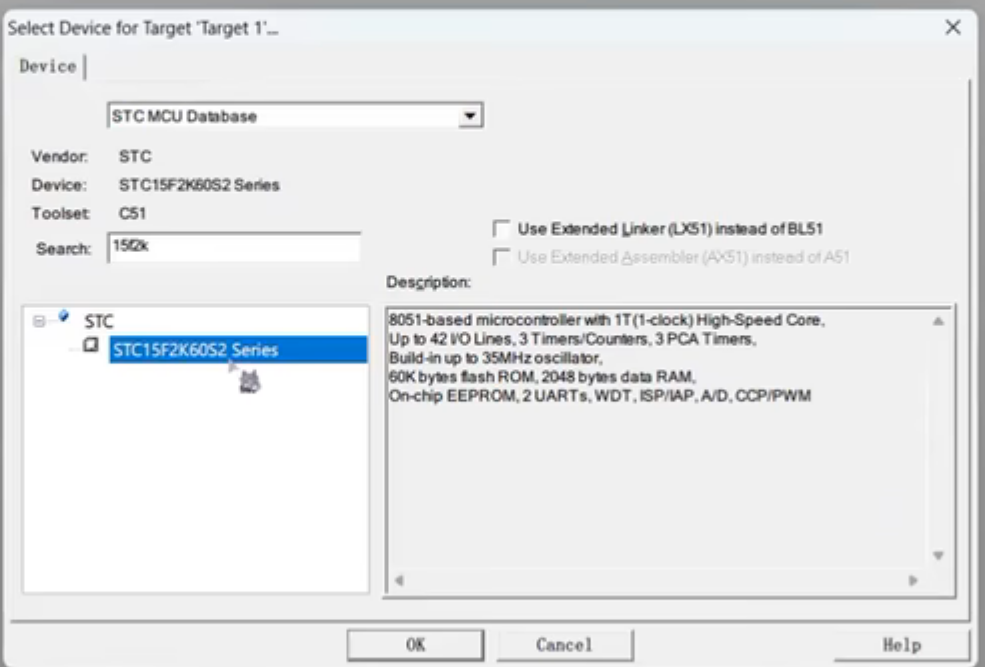 Select Device for Target 'Target 1'...
Device
STC MCU Database
Vendor: STC
Device: STC15F2K60S2 Series
Toolset: C51
Search: 15f2k
Use Extended Linker (LX51) instead of BL51
Use Extended Assembler (AX51) instead of A51
Description:
STC
STC15F2K60S2 Series
8051-based microcontroller with 1T(1-clock) High-Speed Core,
Up to 42 I/O Lines, 3 Timers/Counters, 3 PCA Timers,
Build-in up to 35MHz oscillator,
60K bytes flash ROM, 2048 bytes data RAM,
On-chip EEPROM, 2 UARTs, WDT, ISP/IAP, A/D, CCP/PWM
OK
Cancel
Help